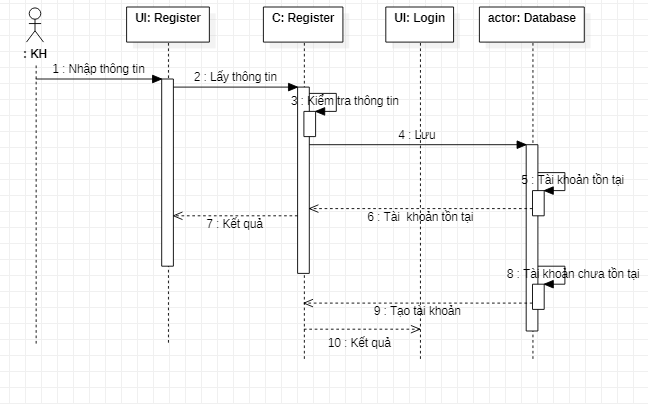 UI: Register
C: Register
UI: Login
actor: Database
: KH
1 : Nhập thông tin
2 : Lấy thông tin
3 : Kiểm tra thông tin
4 : Lưu
5 : Tài khoản tồn tại
6 : Tài khoản tồn tại
7 : Kết quả
8 : Tài khoản chưa tồn tại
9 : Tạo tài khoản
10 : Kết quả